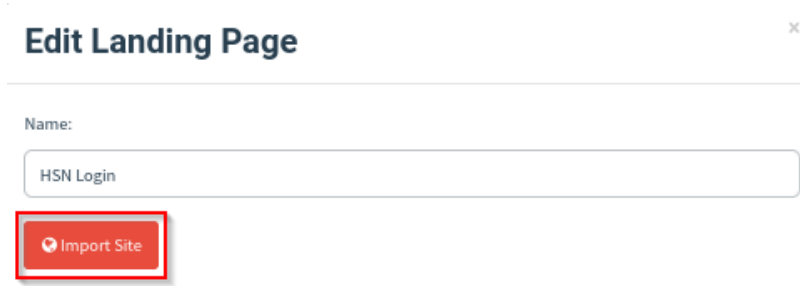 Edit Landing Page
×
Name:
HSN Login
Import Site